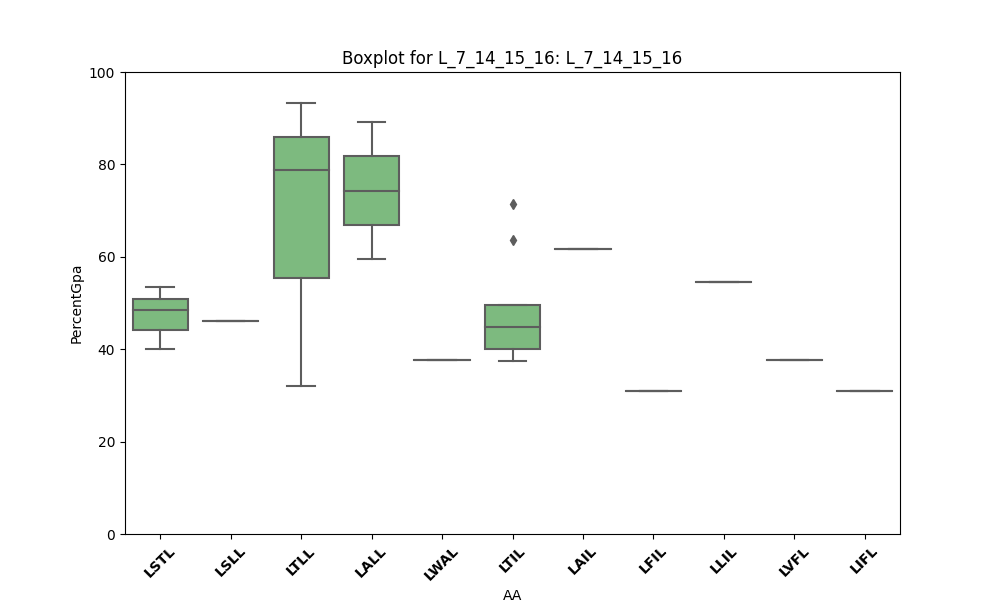 Boxplot for L_7_14_15_16: L_7_14_15_16
100
80
60
40
20
0
PercentGpa
LSTL
LSLL
LTLL
LALL
LWAL
LTIL
LAIL
LFIL
LLIL
LVFL
LIFL
AA